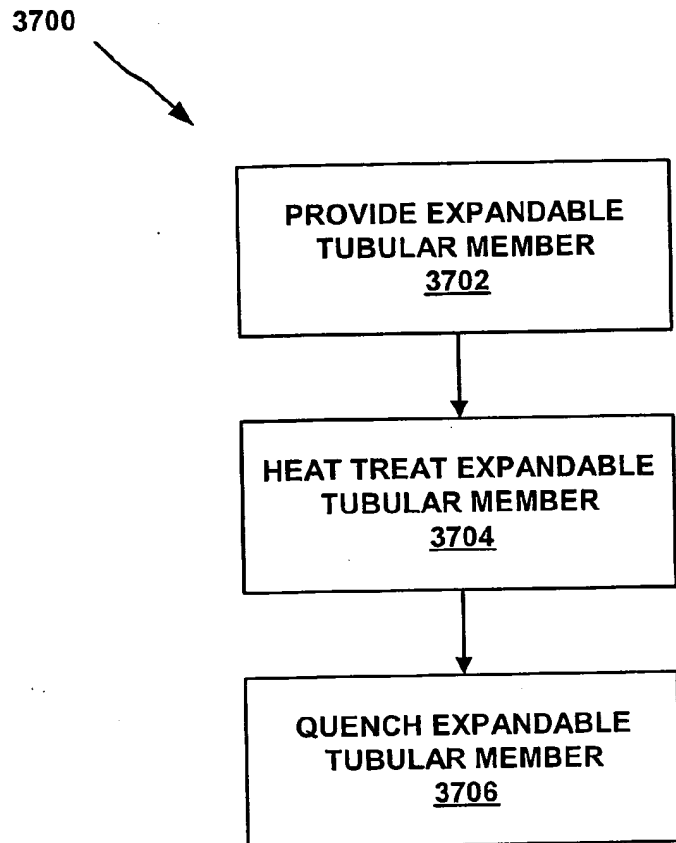 3700
PROVIDE EXPANDABLE
TUBULAR MEMBER
3702
HEAT TREAT EXPANDABLE
TUBULAR MEMBER
3704
QUENCH EXPANDABLE
TUBULAR MEMBER
3706